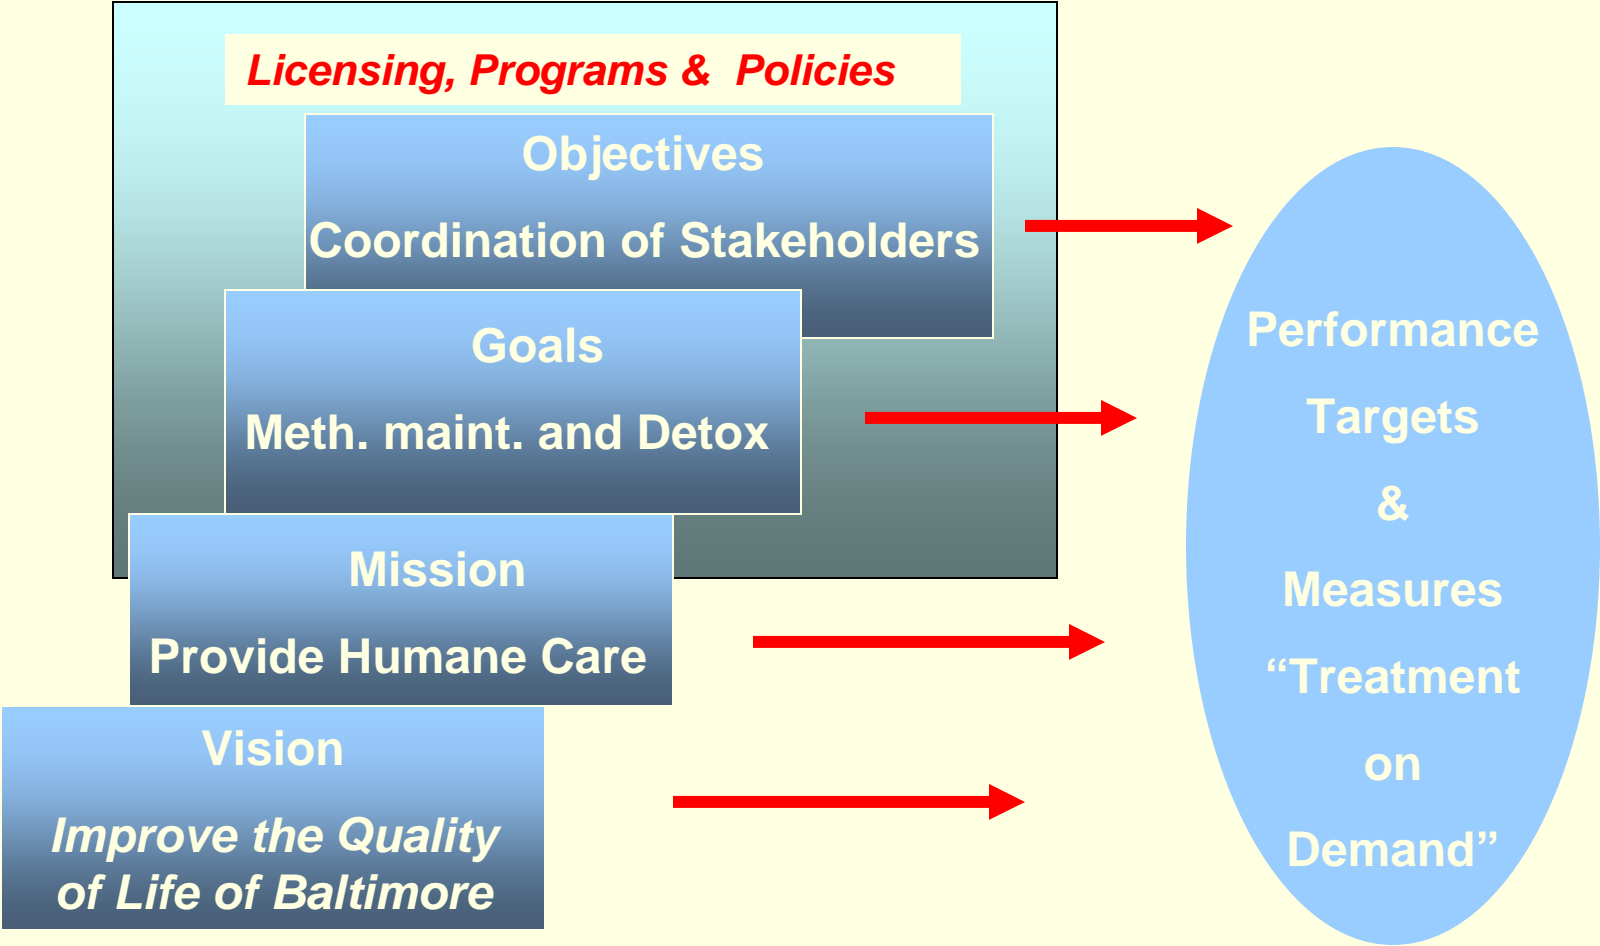 Licensing, Programs & Policies
Objectives
Coordination of Stakeholders
Goals
Meth. maint. and Detox
Mission
Provide Humane Care
Vision
Improve the Quality
of Life of Baltimore
Performance
Targets
&
Measures
“Treatment
on
Demand”